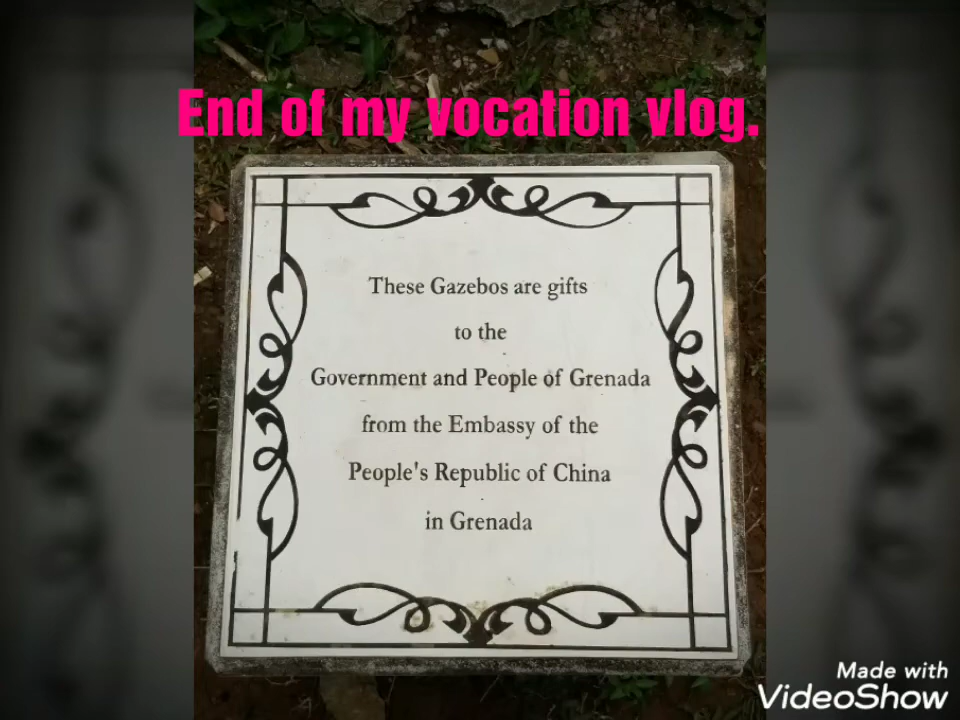 End of my vocation vlog.
These Gazebos are gifts
to the
Government and People of Grenada
from the Embassy of the
People's Republic of China
in Grenada
Made with
VideoShow